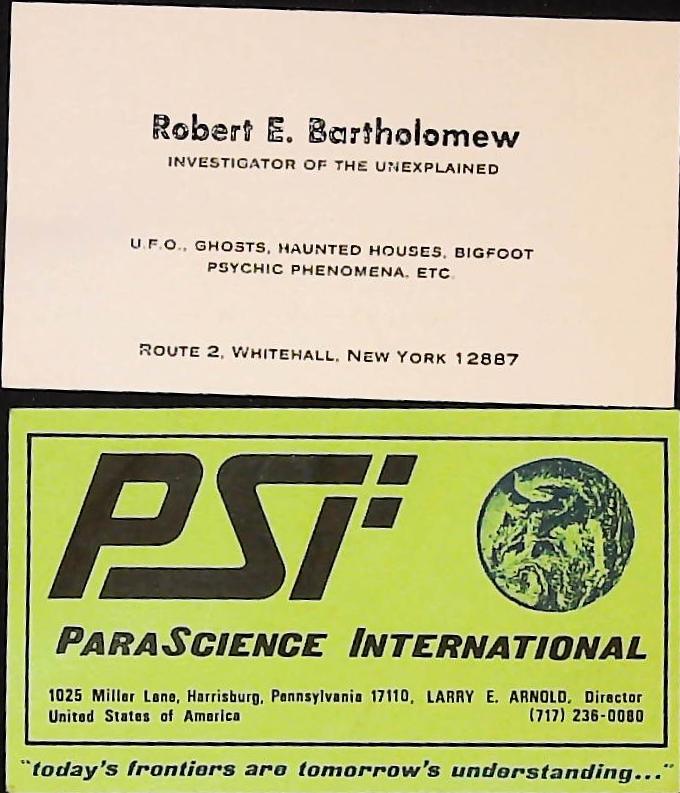 Robert E. Bartholomew
INVESTIGATOR OF THE UNEXPLAINED
U.F.O., GHOSTS, HAUNTED HOUSES, BIGFOOT
PSYCHIC PHENOMENA, ETC.
ROUTE 2, WHITEHALL, NEW YORK 12887
PSI
PARASCIENCE INTERNATIONAL
1025 Miller Lane, Harrisburg, Pennsylvania 17110, LARRY E. ARNOLD, Director
United States of America (717) 236-0080
"today's frontiers are tomorrow's understanding..."